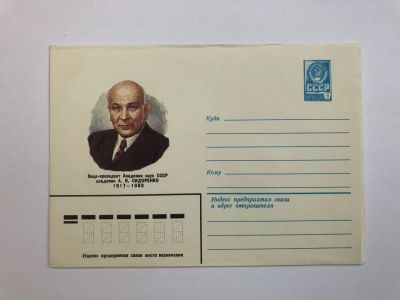 Вице-президент Академии наук СССР
академик А. В. СИДОРЕНКО
1917—1982
СССР
Куда
Кому
Индекс предприятия связи
и адрес отправителя
Индекс предприятия связи места назначения